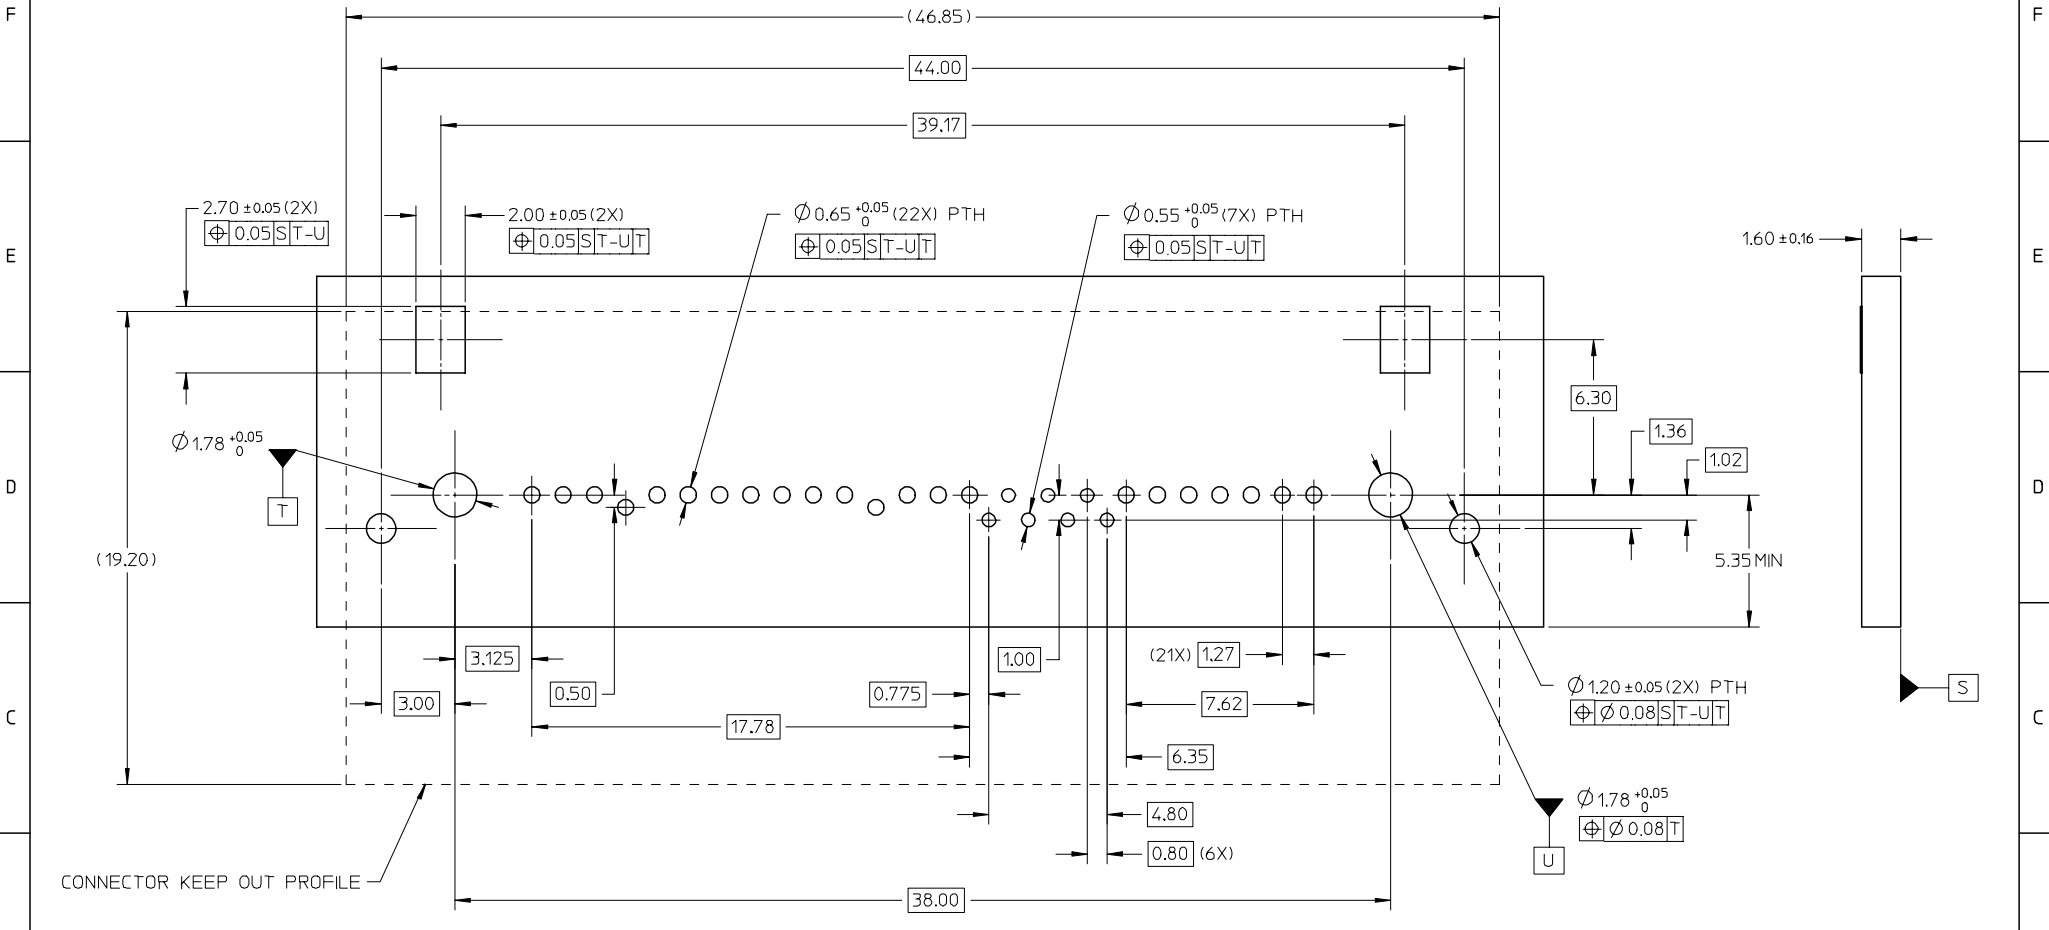 F
(46.85)
F
44.00
39.17
2.70 ±0.05 (2X)
⌖ 0.05 S T-U
2.00 ±0.05 (2X)
⌖ 0.05 S T-U T
Ø 0.65 +0.05 0 (22X) PTH
⌖ 0.05 S T-U T
Ø 0.55 +0.05 0 (7X) PTH
⌖ 0.05 S T-U T
1.60 ±0.16
E
E
6.30
1.36
1.02
Ø 1.78 +0.05 0
T
D
D
(19.20)
5.35 MIN
3.125
1.00
(21X) 1.27
0.50
0.775
3.00
7.62
Ø 1.20 ±0.05 (2X) PTH
⌖ Ø 0.08 S T-U T
S
C
C
17.78
6.35
4.80
Ø 1.78 +0.05 0
⌖ Ø 0.08 T
U
0.80 (6X)
CONNECTOR KEEP OUT PROFILE
38.00